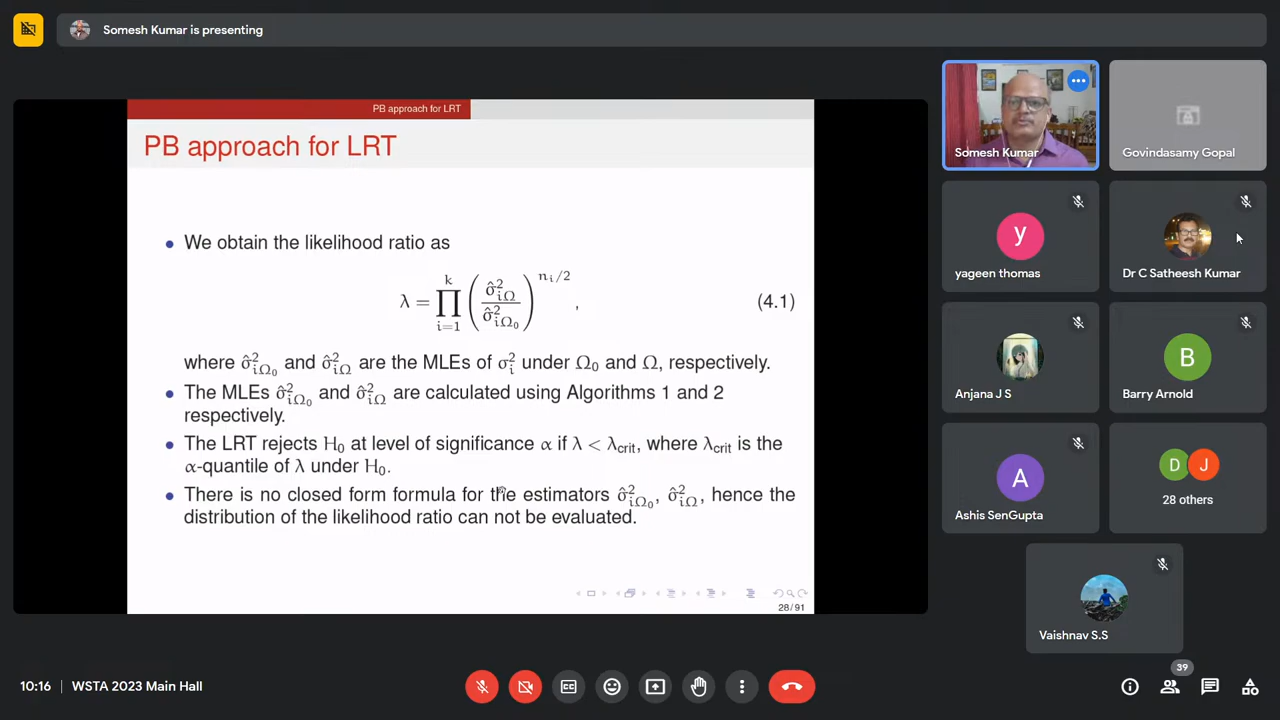 Somesh Kumar is presenting
PB approach for LRT
PB approach for LRT
• We obtain the likelihood ratio as
λ = ∏_{i=1}^{k} (σ̂²_{iΩ} / σ̂²_{iΩ₀})^{n_i/2} , (4.1)
where σ̂²_{iΩ₀} and σ̂²_{iΩ} are the MLEs of σ²_i under Ω₀ and Ω, respectively.
• The MLEs σ̂²_{iΩ₀} and σ̂²_{iΩ} are calculated using Algorithms 1 and 2
respectively.
• The LRT rejects H₀ at level of significance α if λ < λ_crit, where λ_crit is the
α-quantile of λ under H₀.
• There is no closed form formula for the estimators σ̂²_{iΩ₀}, σ̂²_{iΩ}, hence the
distribution of the likelihood ratio can not be evaluated.
28/91
Somesh Kumar
Govindasamy Gopal
y
yageen thomas
Dr C Satheesh Kumar
Anjana J S
B
Barry Arnold
A
Ashis SenGupta
D J
28 others
Vaishnav S.S
10:16 | WSTA 2023 Main Hall
39